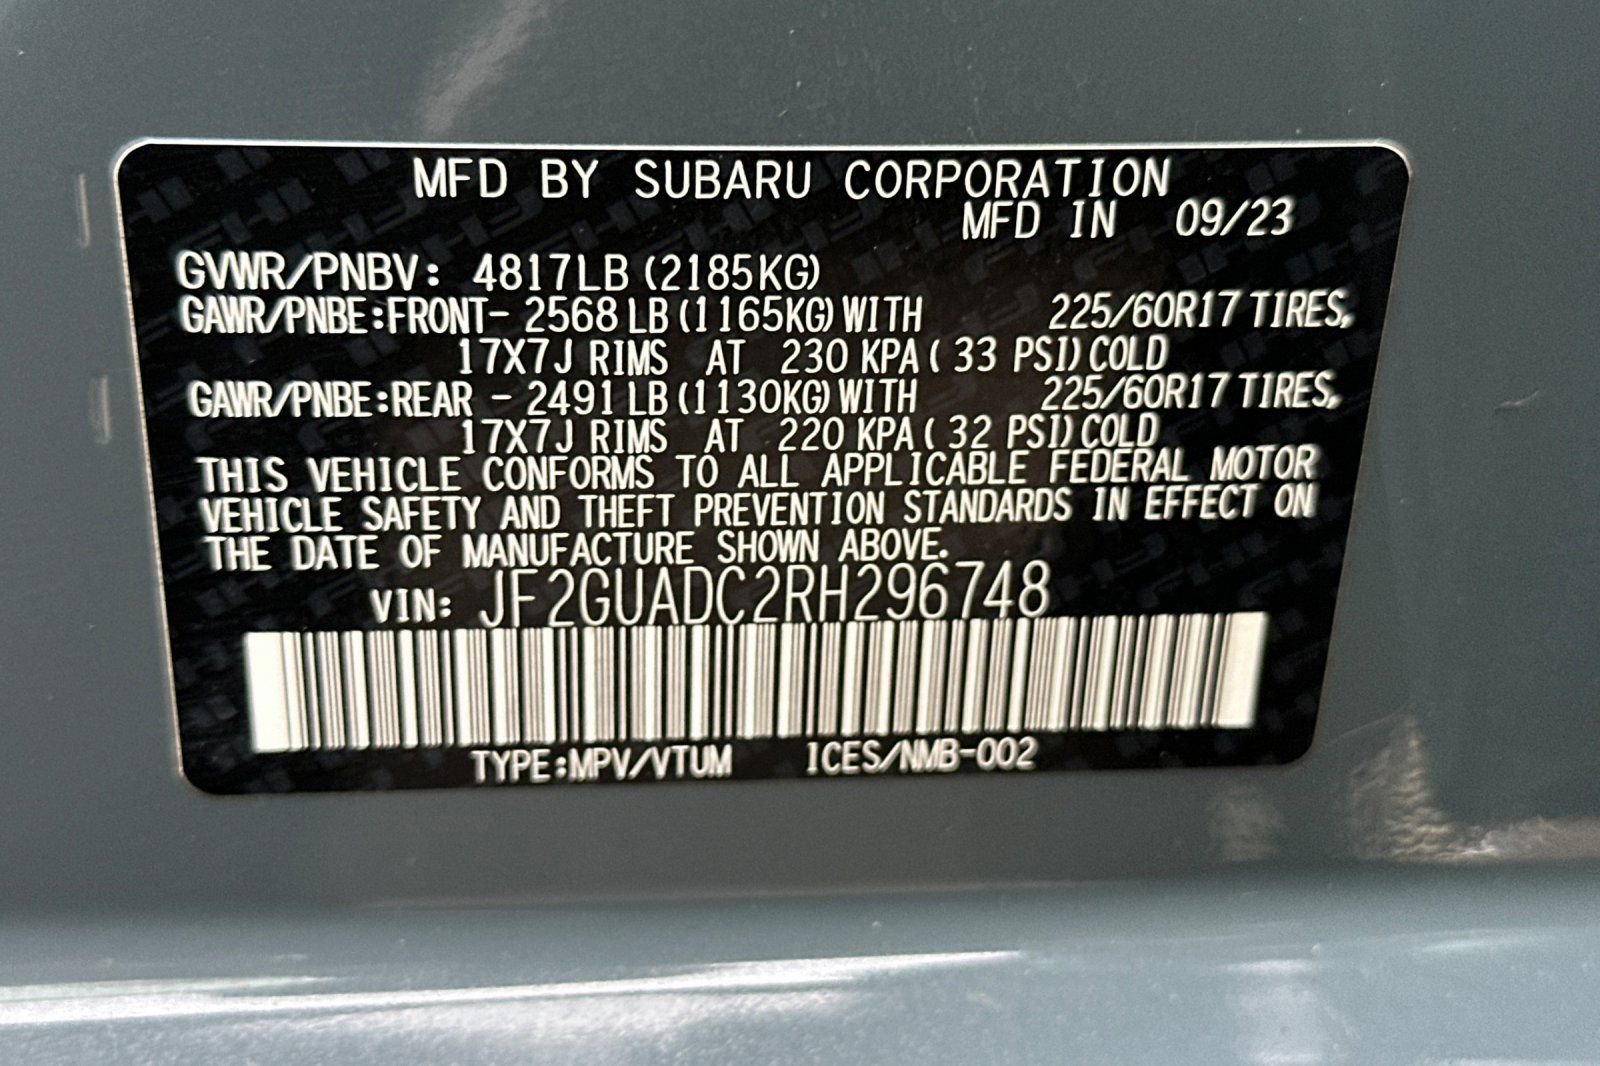 MFD BY SUBARU CORPORATION
MFD IN 09/23
GVWR/PNBV: 4817LB (2185KG)
GAWR/PNBE:FRONT- 2568 LB (1165KG) WITH 225/60R17 TIRES,
17X7J RIMS AT 230 KPA ( 33 PSI) COLD
GAWR/PNBE:REAR - 2491 LB (1130KG) WITH 225/60R17 TIRES,
17X7J RIMS AT 220 KPA ( 32 PSI) COLD
THIS VEHICLE CONFORMS TO ALL APPLICABLE FEDERAL MOTOR
VEHICLE SAFETY AND THEFT PREVENTION STANDARDS IN EFFECT ON
THE DATE OF MANUFACTURE SHOWN ABOVE.
VIN: JF2GUADC2RH296748
TYPE:MPV/VTUM ICES/NMB-002